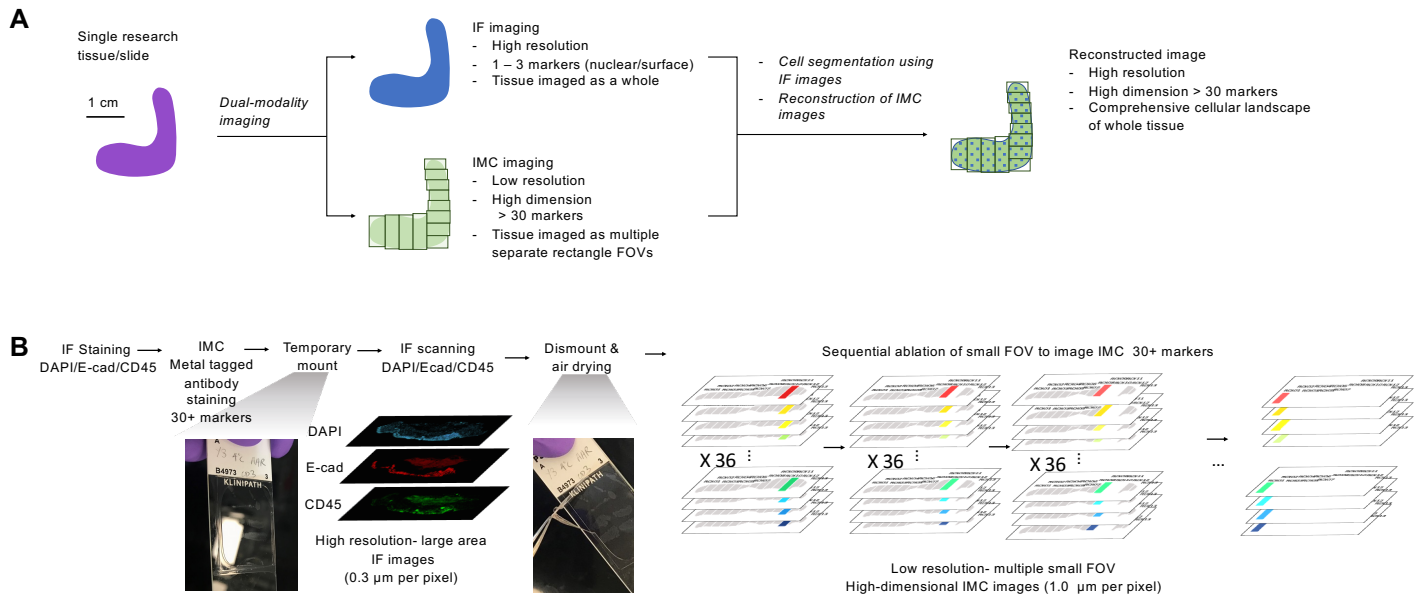 A
Single research
tissue/slide
1 cm
Dual-modality
imaging
IF imaging
- High resolution
- 1 – 3 markers (nuclear/surface)
- Tissue imaged as a whole
IMC imaging
- Low resolution
- High dimension
> 30 markers
- Tissue imaged as multiple
separate rectangle FOVs
- Cell segmentation using
IF images
- Reconstruction of IMC
images
Reconstructed image
- High resolution
- High dimension > 30 markers
- Comprehensive cellular landscape
of whole tissue
B
IF Staining
DAPI/E-cad/CD45
IMC
Metal tagged
antibody
staining
30+ markers
Temporary
mount
IF scanning
DAPI/Ecad/CD45
Dismount &
air drying
Sequential ablation of small FOV to image IMC 30+ markers
A
B4973
3
KLINIPATH
DAPI
E-cad
CD45
High resolution- large area
IF images
(0.3 µm per pixel)
A
B4973
3
KLINIPATH
X 36
X 36
X 36
...
...
Low resolution- multiple small FOV
High-dimensional IMC images (1.0 µm per pixel)